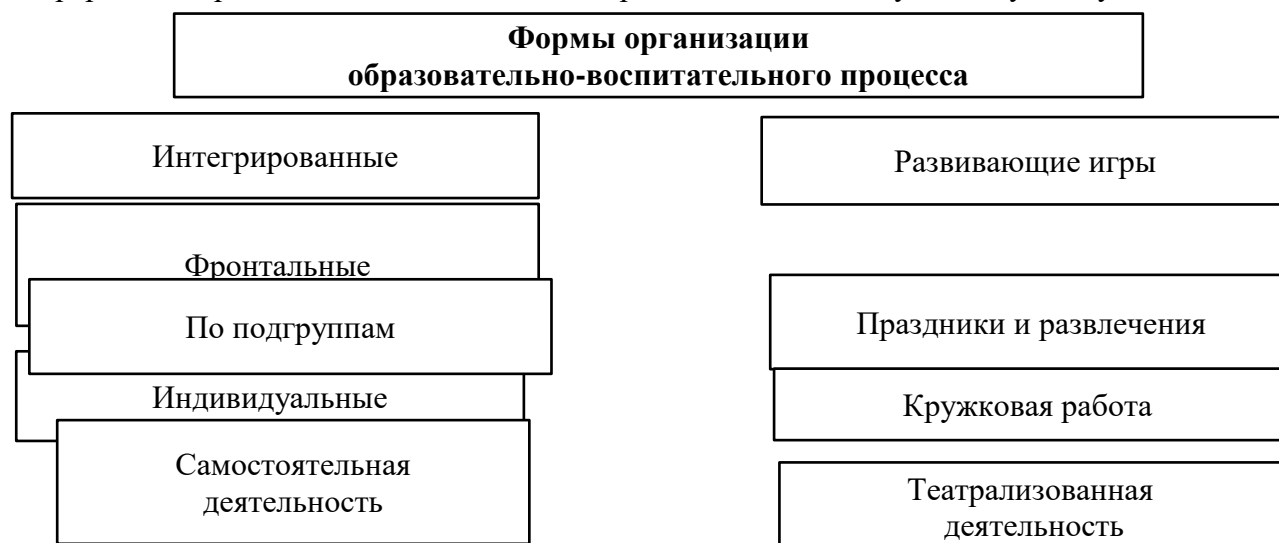 Формы организации
образовательно-воспитательного процесса
Интегрированные
Фронтальные
По подгруппам
Индивидуальные
Самостоятельная
деятельность
Развивающие игры
Праздники и развлечения
Кружковая работа
Театрализованная
деятельность